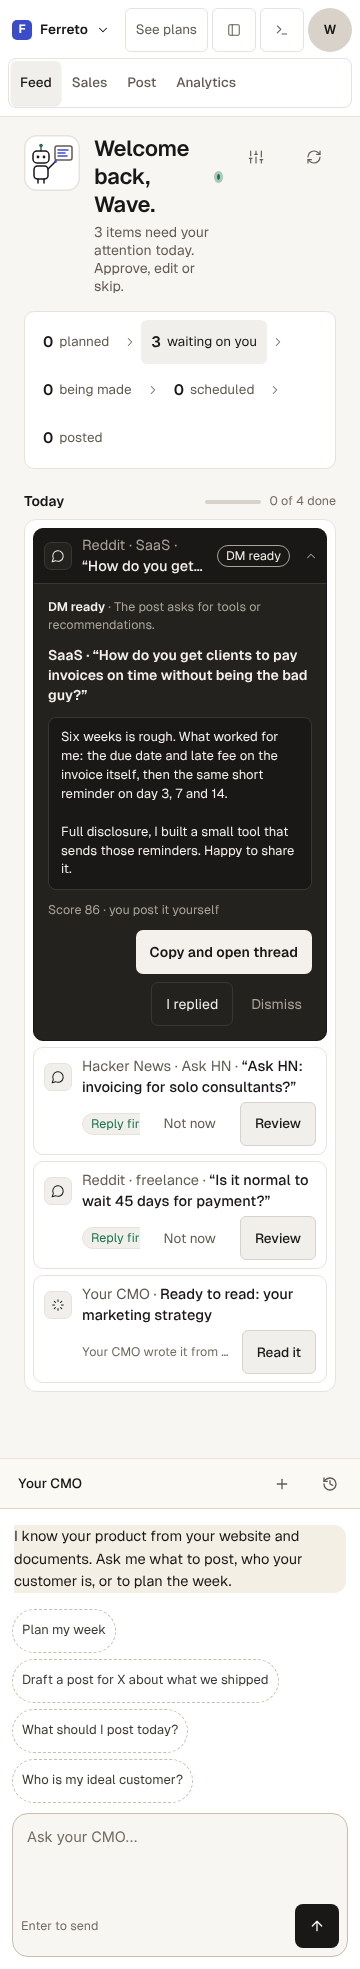 F Ferreto See plans W
Feed Sales Post Analytics
Welcome
back,
Wave.
3 items need your
attention today.
Approve, edit or
skip.
0 planned 3 waiting on you
0 being made 0 scheduled
0 posted
Today 0 of 4 done
Reddit · SaaS ·
“How do you get... DM ready
DM ready · The post asks for tools or
recommendations.
SaaS · “How do you get clients to pay
invoices on time without being the bad
guy?”
Six weeks is rough. What worked for
me: the due date and late fee on the
invoice itself, then the same short
reminder on day 3, 7 and 14.
Full disclosure, I built a small tool that
sends those reminders. Happy to share
it.
Score 86 · you post it yourself
Copy and open thread
I replied Dismiss
Hacker News · Ask HN · “Ask HN:
invoicing for solo consultants?”
Reply fir Not now Review
Reddit · freelance · “Is it normal to
wait 45 days for payment?”
Reply fir Not now Review
Your CMO · Ready to read: your
marketing strategy
Your CMO wrote it from ... Read it
Your CMO
I know your product from your website and
documents. Ask me what to post, who your
customer is, or to plan the week.
Plan my week
Draft a post for X about what we shipped
What should I post today?
Who is my ideal customer?
Ask your CMO...
Enter to send